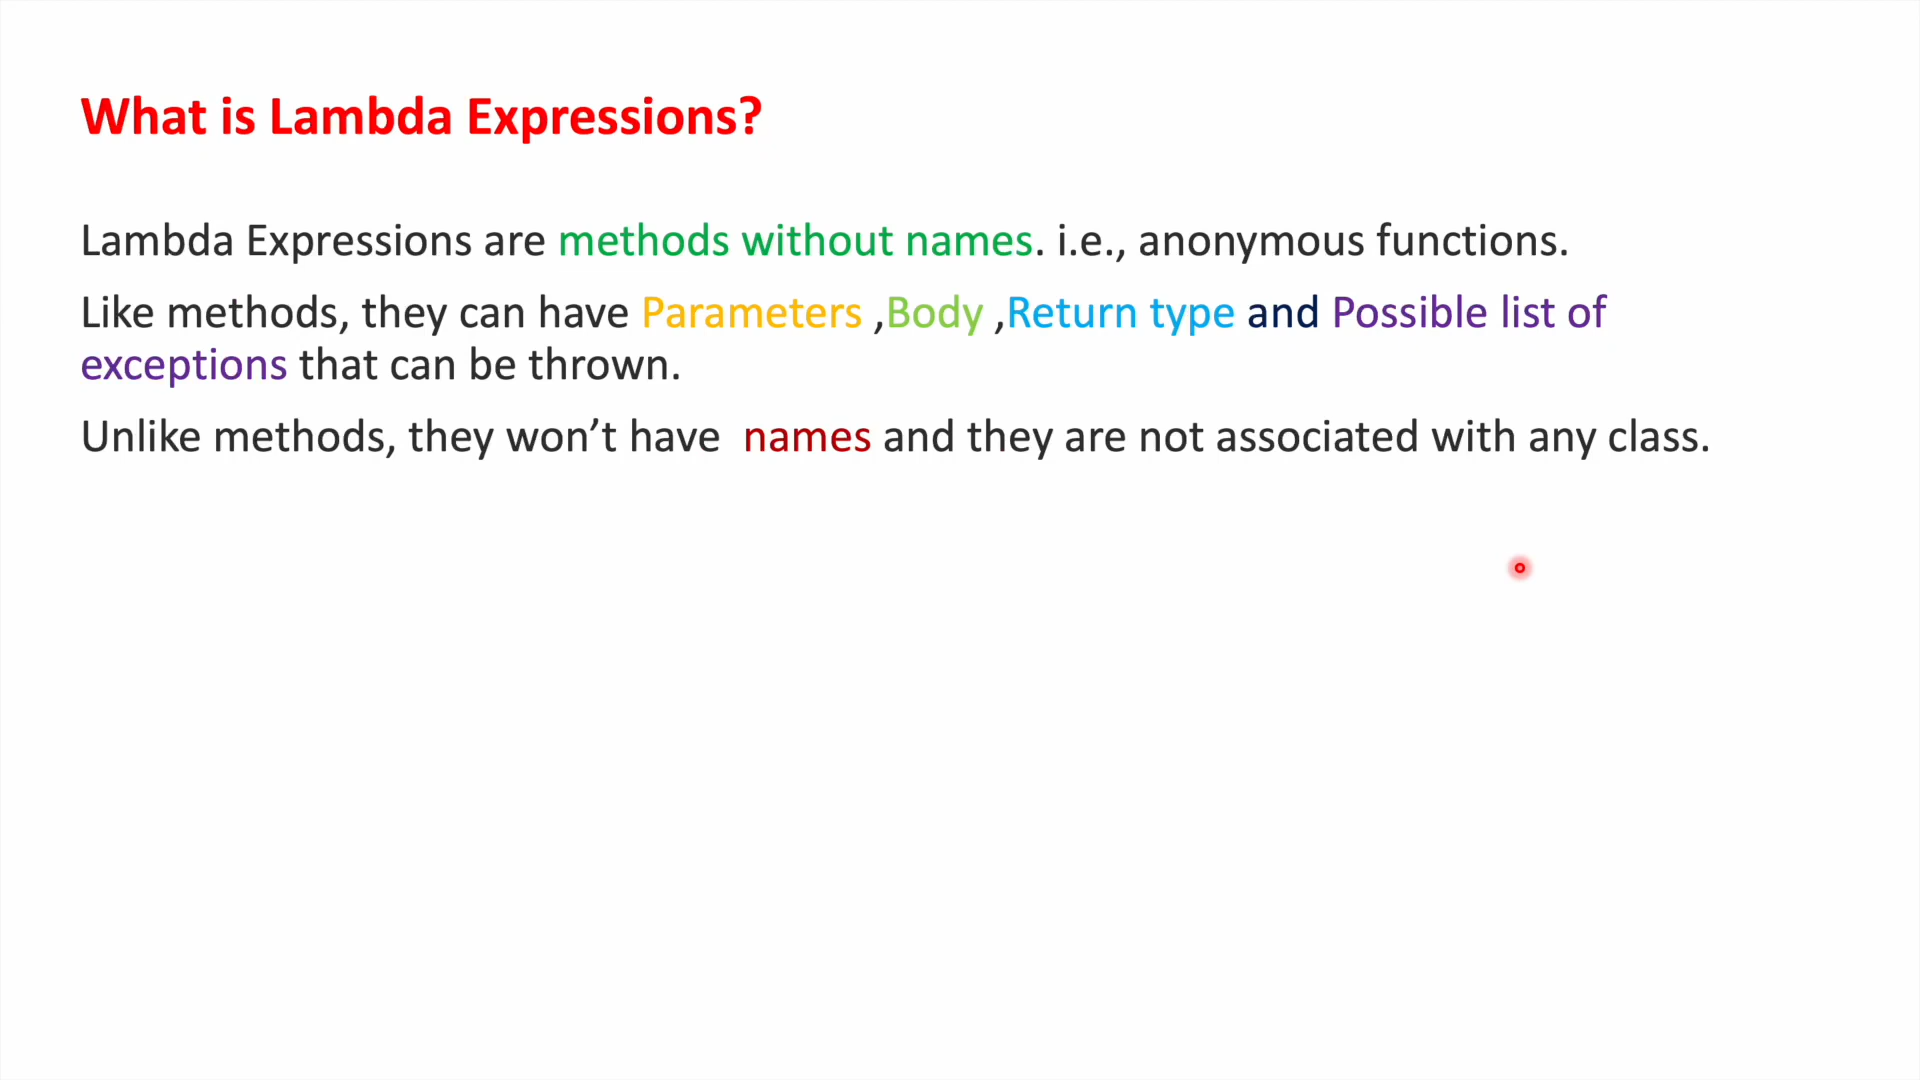 What is Lambda Expressions?
Lambda Expressions are methods without names. i.e., anonymous functions.
Like methods, they can have Parameters ,Body ,Return type and Possible list of
exceptions that can be thrown.
Unlike methods, they won’t have  names and they are not associated with any class.